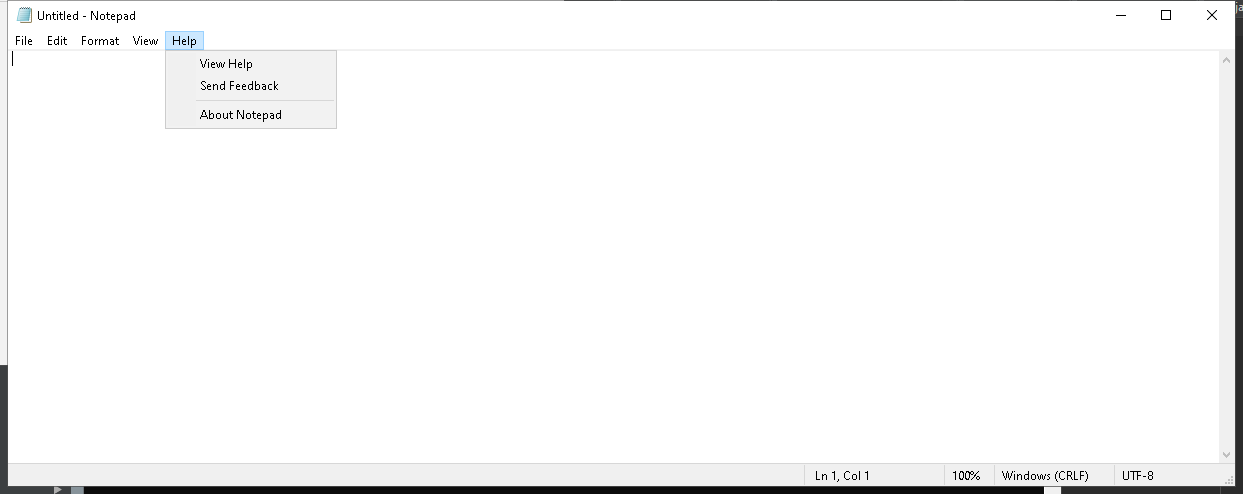 Untitled - Notepad
File Edit Format View Help
View Help
Send Feedback
About Notepad
Ln 1, Col 1 100% Windows (CRLF) UTF-8